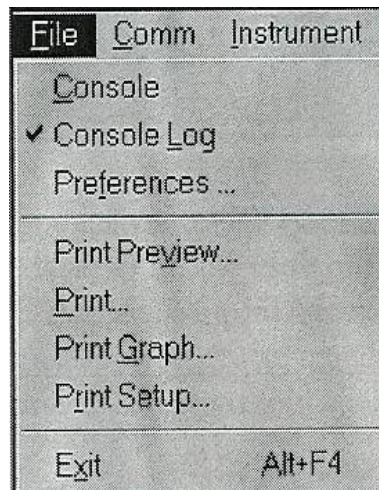 File Comm Instrument
Console
✔ Console Log
Preferences ...
Print Preview...
Print...
Print Graph...
Print Setup...
Exit Alt+F4